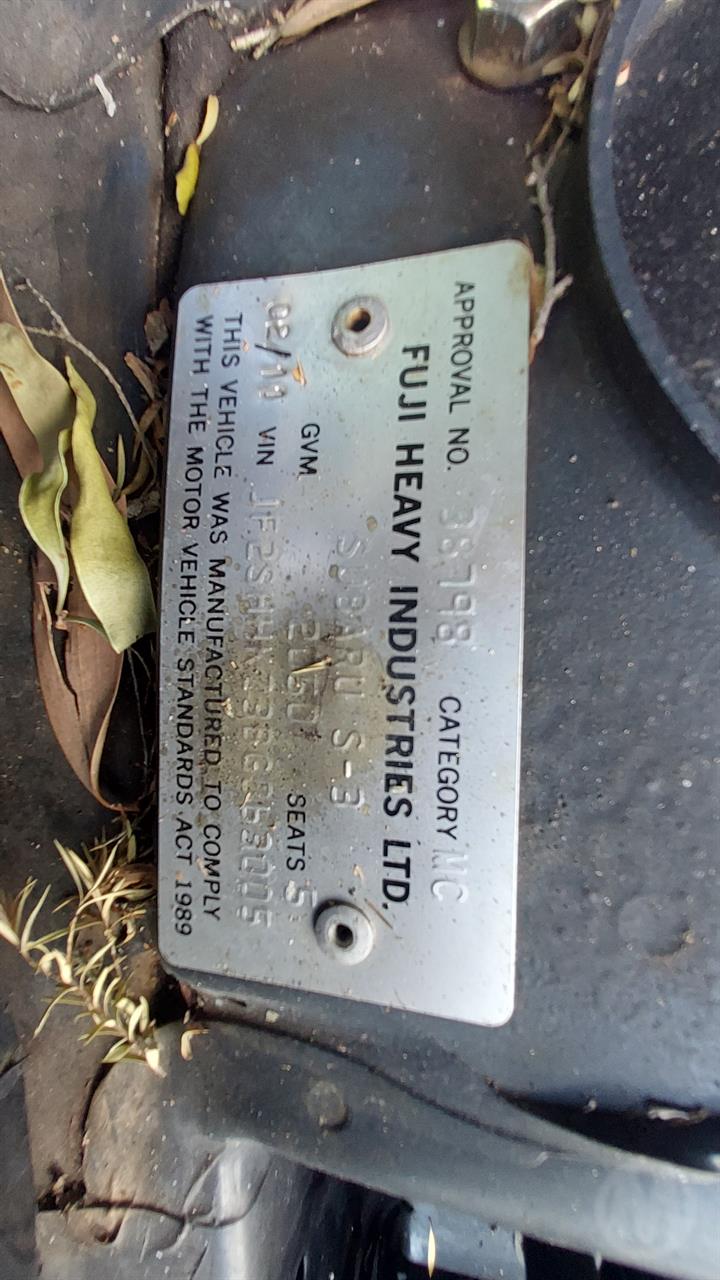 APPROVAL NO. 38798 CATEGORY MC
FUJI HEAVY INDUSTRIES LTD.
SUBARU S-3
GVM SEATS 5
02/11 VIN
THIS VEHICLE WAS MANUFACTURED TO COMPLY
WITH THE MOTOR VEHICLE STANDARDS ACT 1989